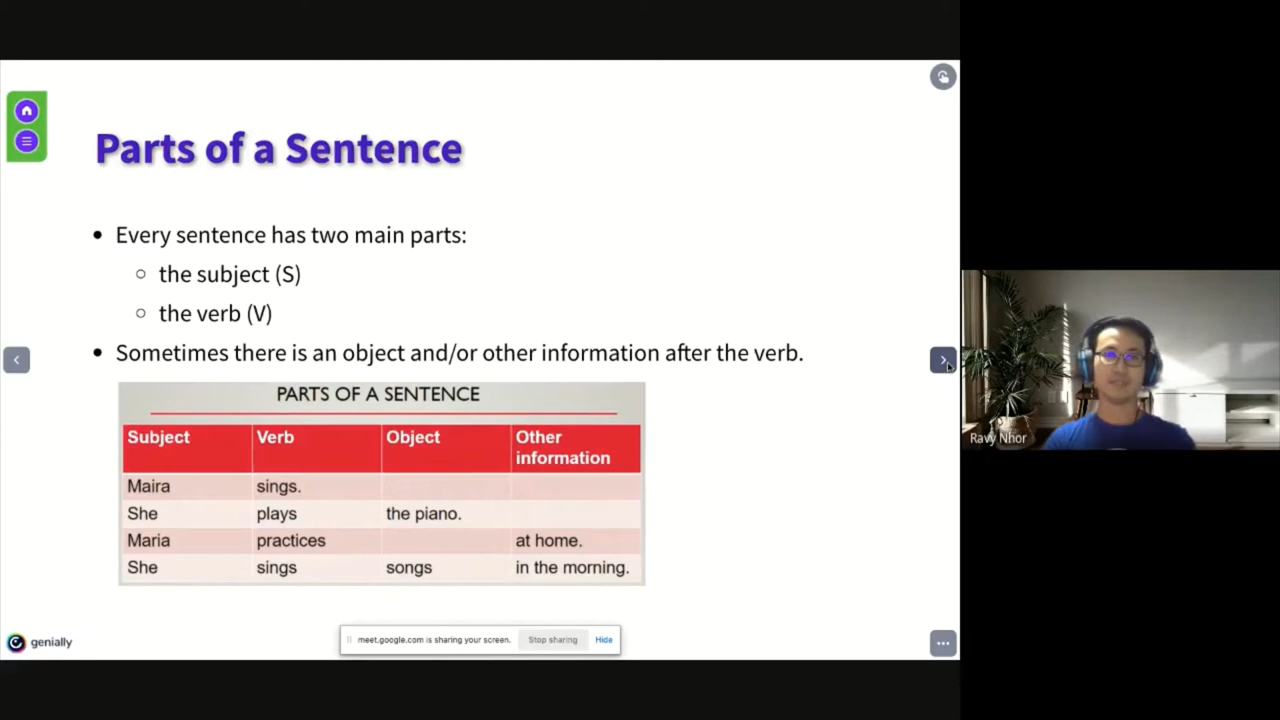 Parts of a Sentence
Every sentence has two main parts:
the subject (S)
the verb (V)
Sometimes there is an object and/or other information after the verb.
PARTS OF A SENTENCE
Subject Verb Object Other information
Maira sings.
She plays the piano.
Maria practices at home.
She sings songs in the morning.
genially
meet.google.com is sharing your screen. Stop sharing Hide
Ravy Nhor